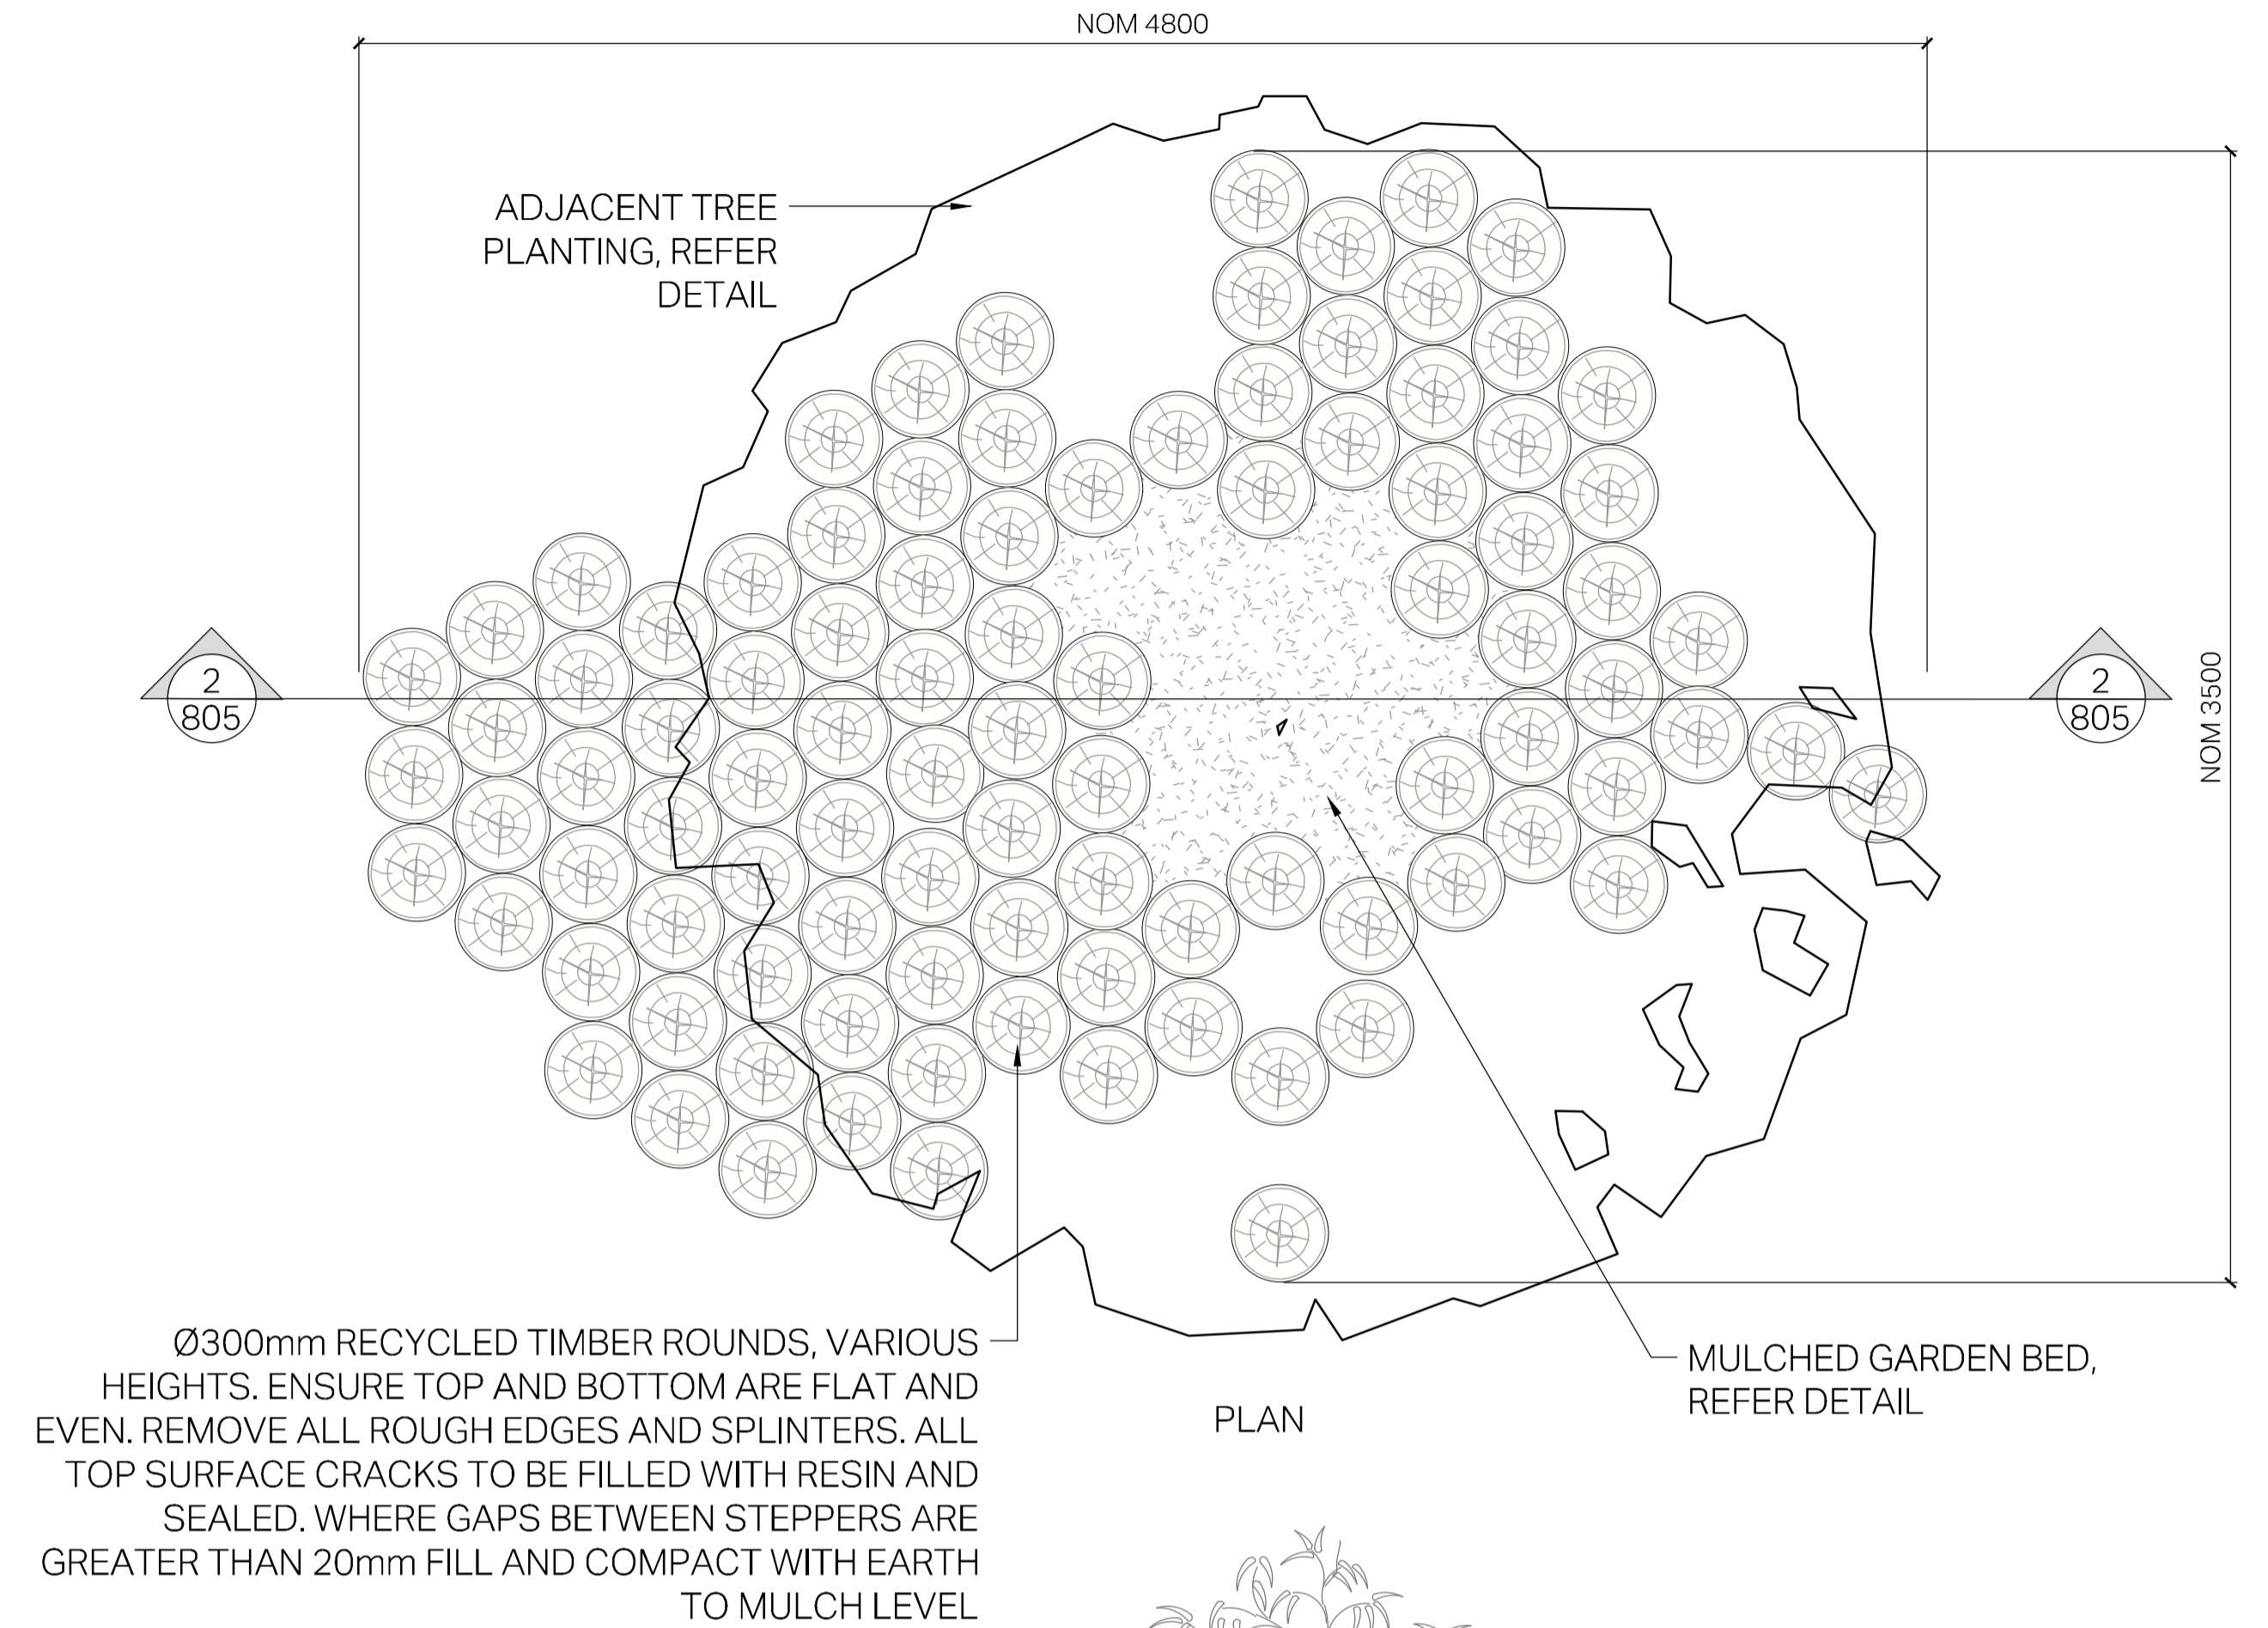 NOM 4800
ADJACENT TREE
PLANTING, REFER
DETAIL
2
805
2
805
NOM 3500
Ø300mm RECYCLED TIMBER ROUNDS, VARIOUS
HEIGHTS. ENSURE TOP AND BOTTOM ARE FLAT AND
EVEN. REMOVE ALL ROUGH EDGES AND SPLINTERS. ALL
TOP SURFACE CRACKS TO BE FILLED WITH RESIN AND
SEALED. WHERE GAPS BETWEEN STEPPERS ARE
GREATER THAN 20mm FILL AND COMPACT WITH EARTH
TO MULCH LEVEL
MULCHED GARDEN BED,
REFER DETAIL
PLAN